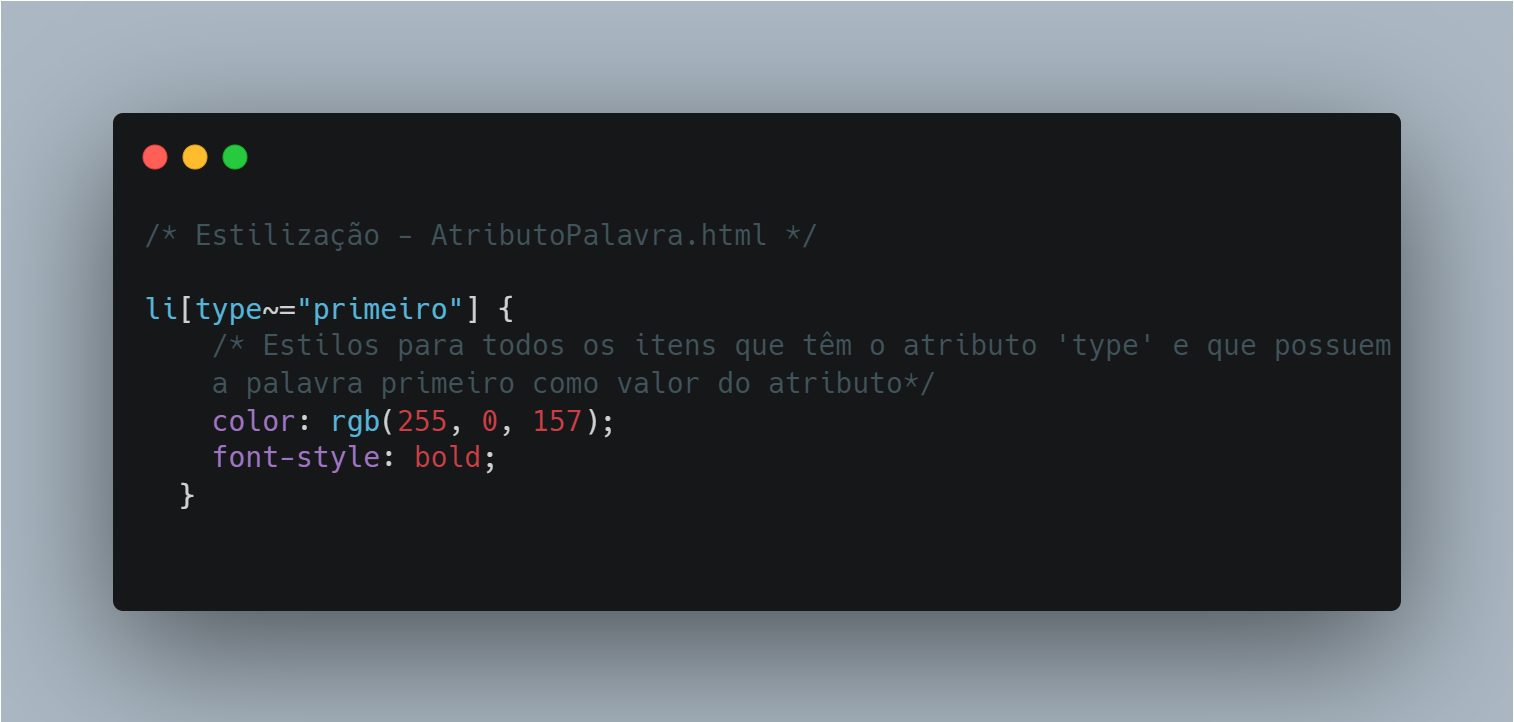 /* Estilização - AtributoPalavra.html */
li[type~="primeiro"] {
/* Estilos para todos os itens que têm o atributo 'type' e que possuem
a palavra primeiro como valor do atributo*/
color: rgb(255, 0, 157);
font-style: bold;
}